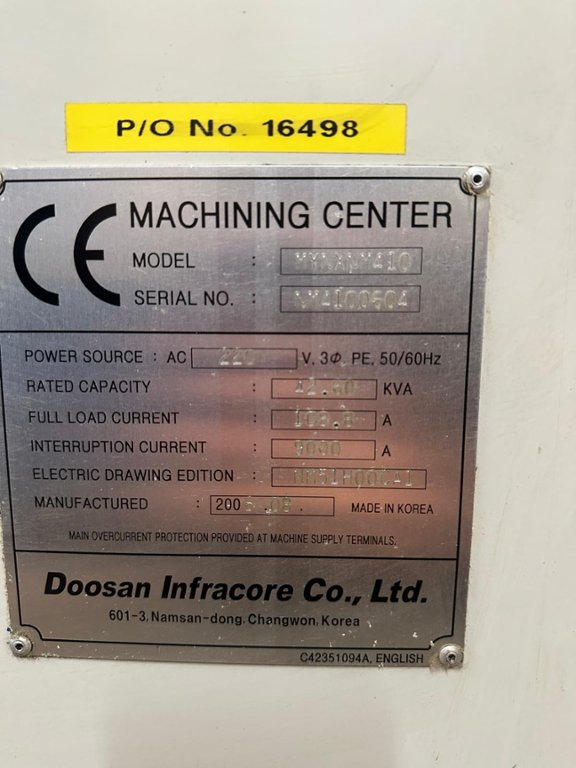 P/O No. 16498
CE MACHINING CENTER
MODEL :
SERIAL NO. :
POWER SOURCE : AC 220 V, 3Φ, PE, 50/60Hz
RATED CAPACITY : KVA
FULL LOAD CURRENT : A
INTERRUPTION CURRENT : 9000 A
ELECTRIC DRAWING EDITION :
MANUFACTURED : MADE IN KOREA
MAIN OVERCURRENT PROTECTION PROVIDED AT MACHINE SUPPLY TERMINALS.
Doosan Infracore Co., Ltd.
601-3, Namsan-dong, Changwon, Korea
C42351094A, ENGLISH